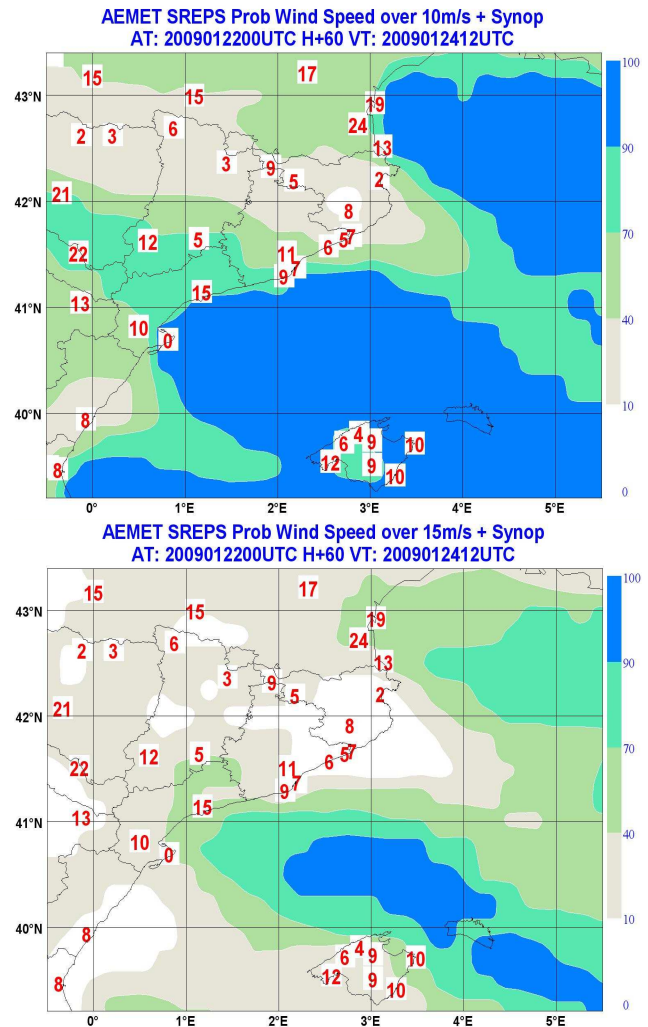 AEMET SREPS Prob Wind Speed over 10m/s + Synop
AT: 2009012200UTC H+60 VT: 2009012412UTC
100
15 17
43°N 15 19
24
2 3 6 13 90
3 9
5 2
21
42°N
8
70
12 5 6 5 7
22 11
7
9
15
13
41°N
40
10
0
10
40°N
8
4
6 9 10
12 9
8 10
0
0° 1°E 2°E 3°E 4°E 5°E
AEMET SREPS Prob Wind Speed over 15m/s + Synop
AT: 2009012200UTC H+60 VT: 2009012412UTC
100
15 17
43°N 15 19
24
2 3 6 13 90
3 9
5 2
21
42°N
8
70
12 5 6 5 7
22 11
7
9
15
13
41°N
40
10
0
10
40°N
8
4
6 9 10
12 9
8 10
0
0° 1°E 2°E 3°E 4°E 5°E